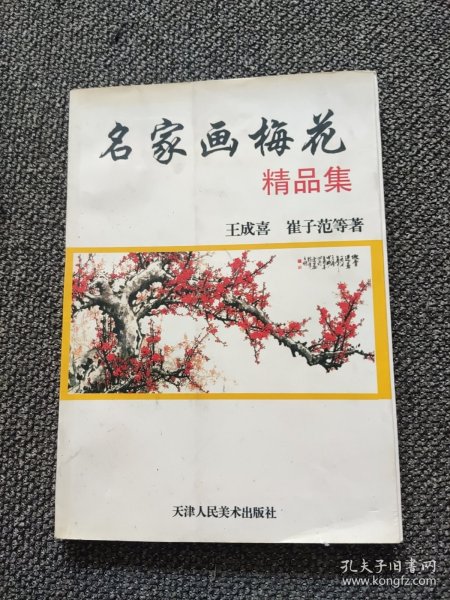 名家画梅花
精品集
王成喜 崔子范等著
天津人民美术出版社
孔夫子旧书网
www.kongfz.com